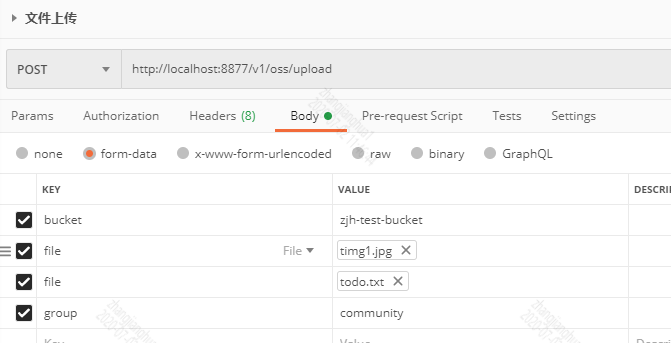 文件上传
POST http://localhost:8877/v1/oss/upload
Params Authorization Headers (8) Body Pre-request Script Tests Settings
none form-data x-www-form-urlencoded raw binary GraphQL
KEY VALUE DESCRI
bucket zjh-test-bucket
file File timg1.jpg
file todo.txt
group community
Key Value Descri